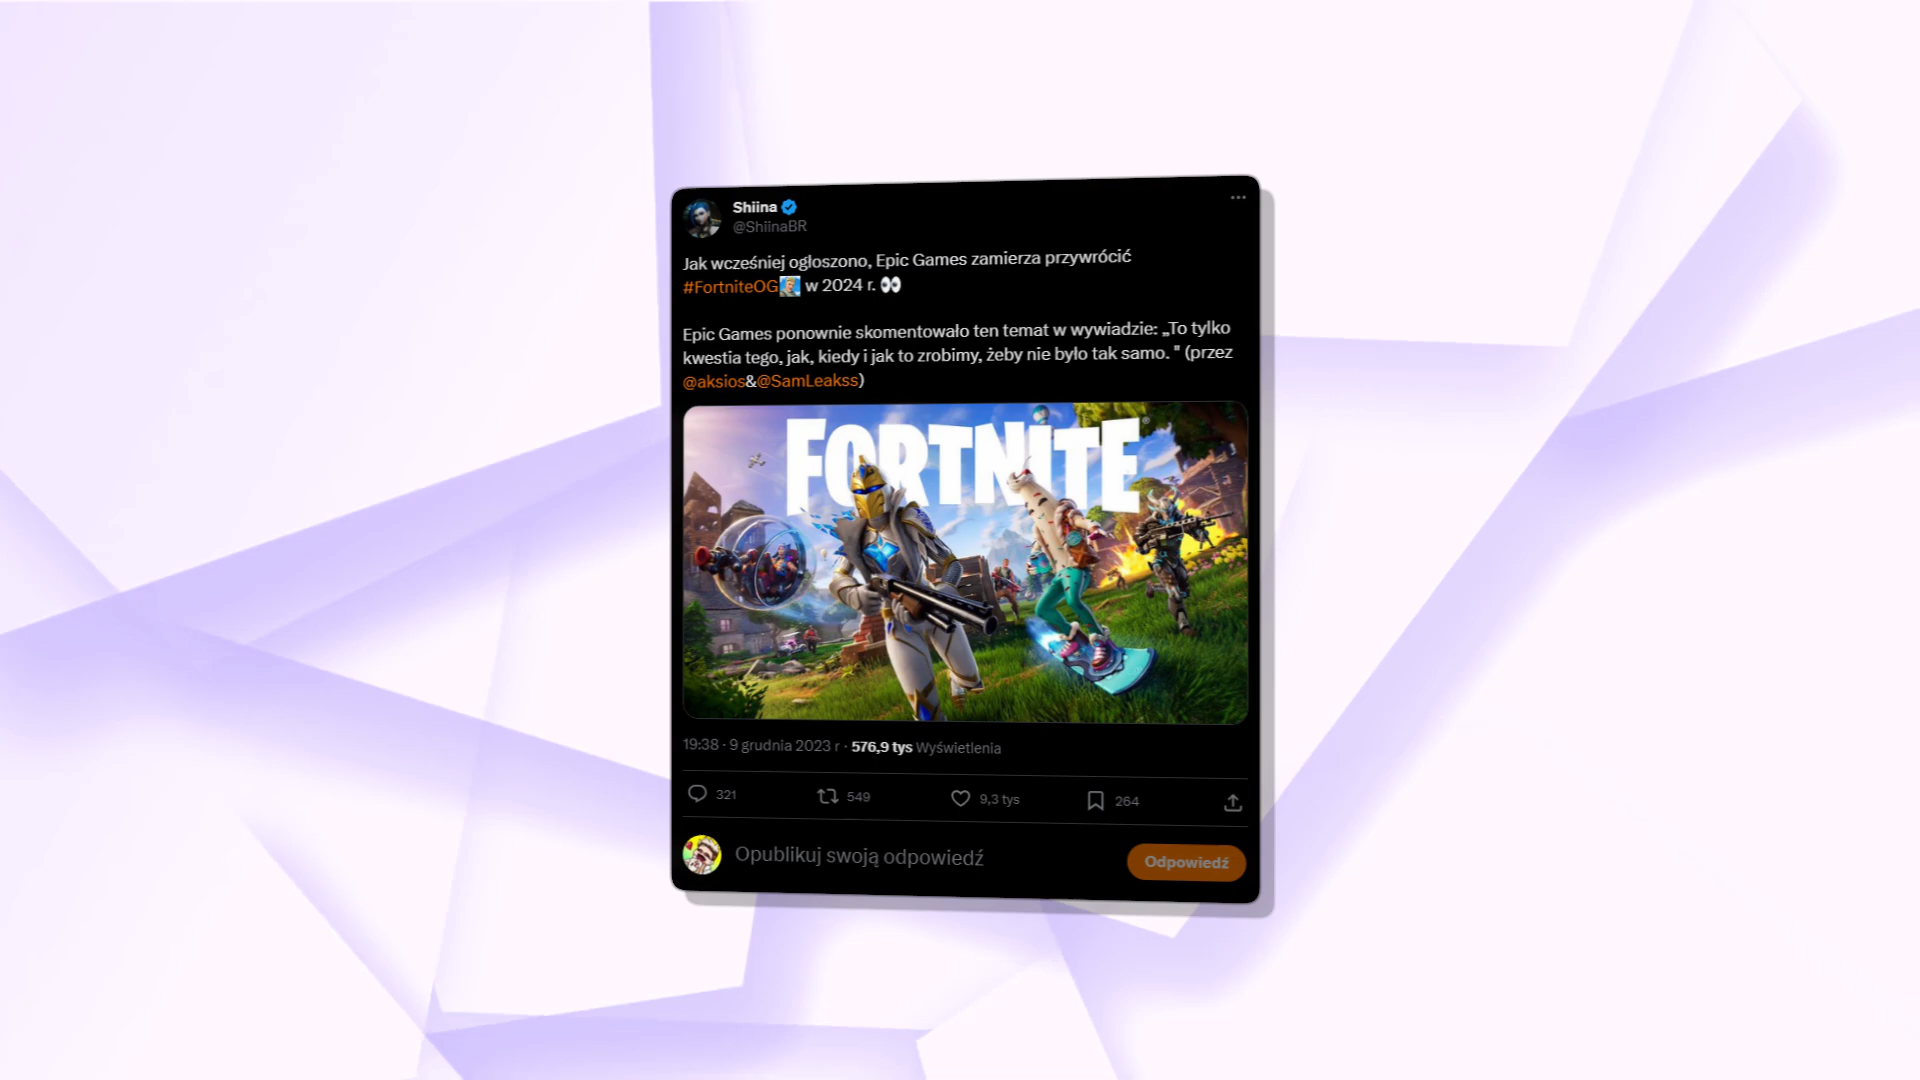 Shiina
@ShiinaBR
Jak wcześniej ogłoszono, Epic Games zamierza przywrócić
#FortniteOG w 2024 r. 👀
Epic Games ponownie skomentowało ten temat w wywiadzie: „To tylko
kwestia tego, jak, kiedy i jak to zrobimy, żeby nie było tak samo. " (przez
@aksios&@SamLeakss)
FORTNITE
19:38 · 9 grudnia 2023 r · 576,9 tys Wyświetlenia
321 549 9,3 tys 264
Opublikuj swoją odpowiedź
Odpowiedź